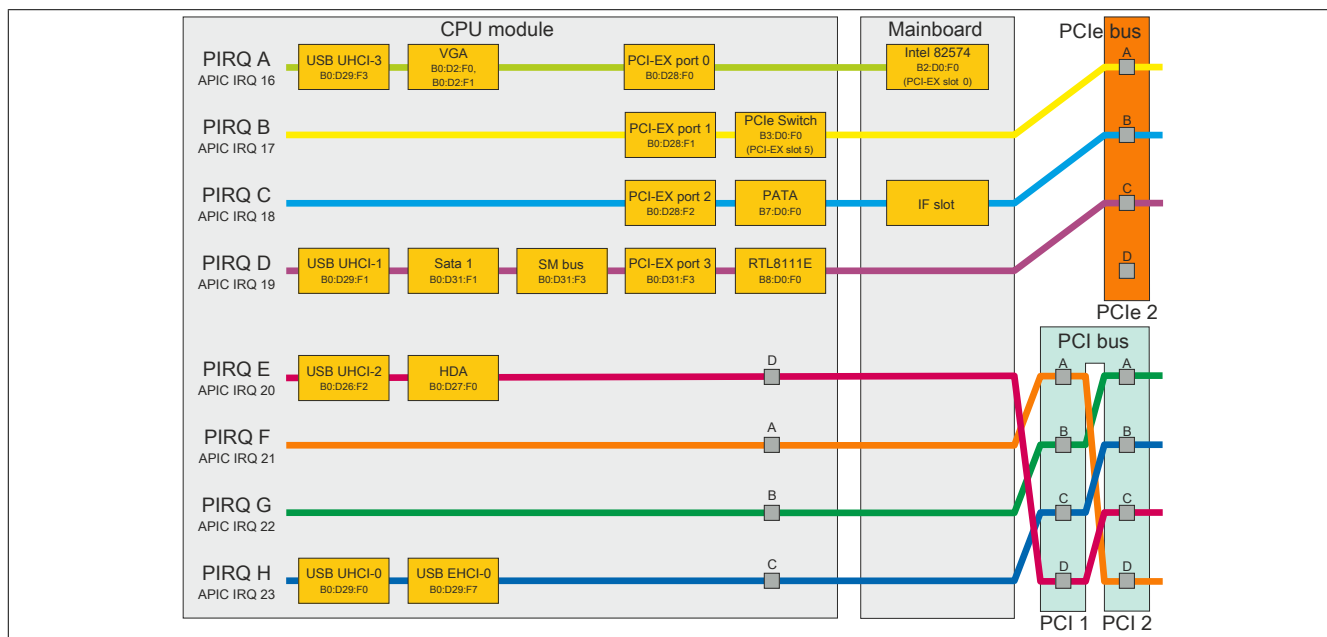 CPU module
Mainboard
PCIe bus
PIRQ A
APIC IRQ 16
USB UHCI-3
B0:D29:F3
VGA
B0:D2:F0,
B0:D2:F1
PCI-EX port 0
B0:D28:F0
Intel 82574
B2:D0:F0
(PCI-EX slot 0)
A
PIRQ B
APIC IRQ 17
PCI-EX port 1
B0:D28:F1
PCIe Switch
B3:D0:F0
(PCI-EX slot 5)
B
PIRQ C
APIC IRQ 18
PCI-EX port 2
B0:D28:F2
PATA
B7:D0:F0
IF slot
C
PIRQ D
APIC IRQ 19
USB UHCI-1
B0:D29:F1
Sata 1
B0:D31:F1
SM bus
B0:D31:F3
PCI-EX port 3
B0:D31:F3
RTL8111E
B8:D0:F0
D
PCIe 2
PCI bus
PIRQ E
APIC IRQ 20
USB UHCI-2
B0:D26:F2
HDA
B0:D27:F0
D
A
A
PIRQ F
APIC IRQ 21
A
B
B
PIRQ G
APIC IRQ 22
B
C
C
PIRQ H
APIC IRQ 23
USB UHCI-0
B0:D29:F0
USB EHCI-0
B0:D29:F7
C
D
D
PCI 1
PCI 2